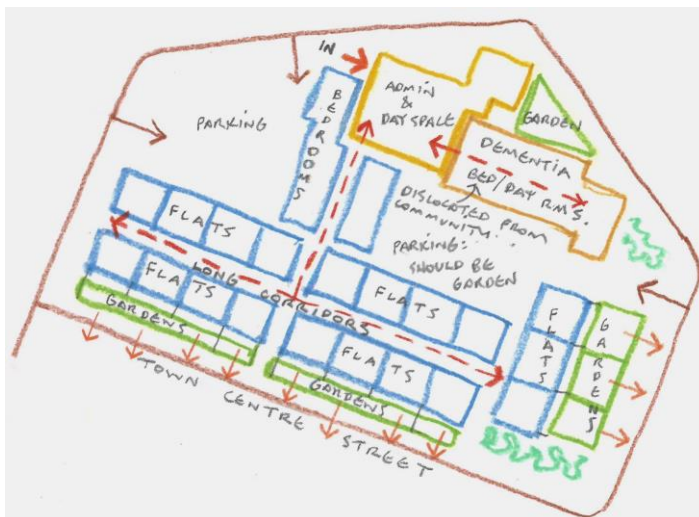 IN
PARKING
BEDROOMS
ADMIN
&
DAY SPACE
GARDEN
DEMENTIA
BED/DAY RMS.
DISLOCATED FROM
COMMUNITY...
PARKING:
SHOULD BE
GARDEN
FLATS
FLATS
LONG CORRIDORS
FLATS
FLATS
FLATS
GARDENS
GARDENS
GARDENS
TOWN CENTRE STREET